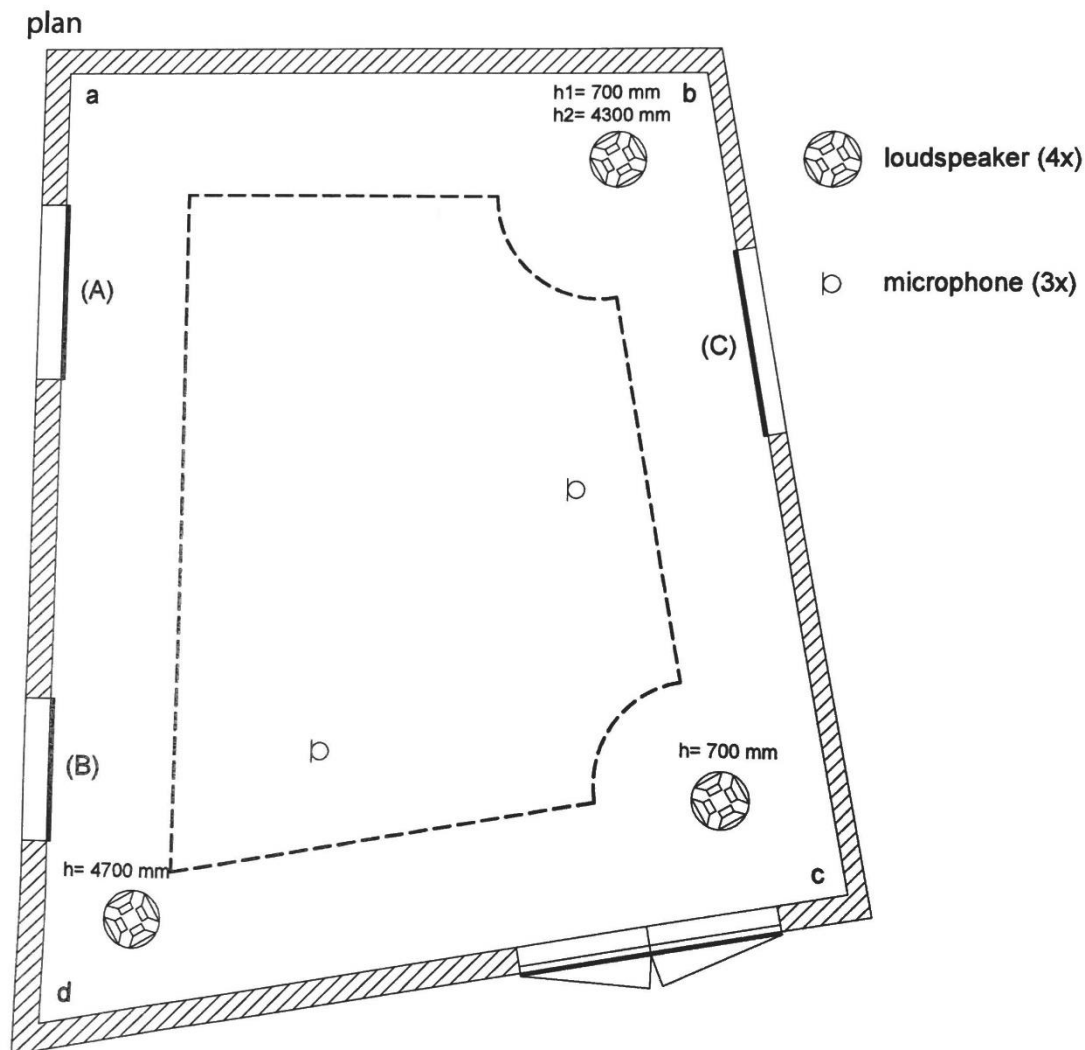 plan
a
h1= 700 mm
h2= 4300 mm
b
loudspeaker (4x)
(A)
microphone (3x)
(C)
(B)
h= 700 mm
h= 4700 mm
c
d